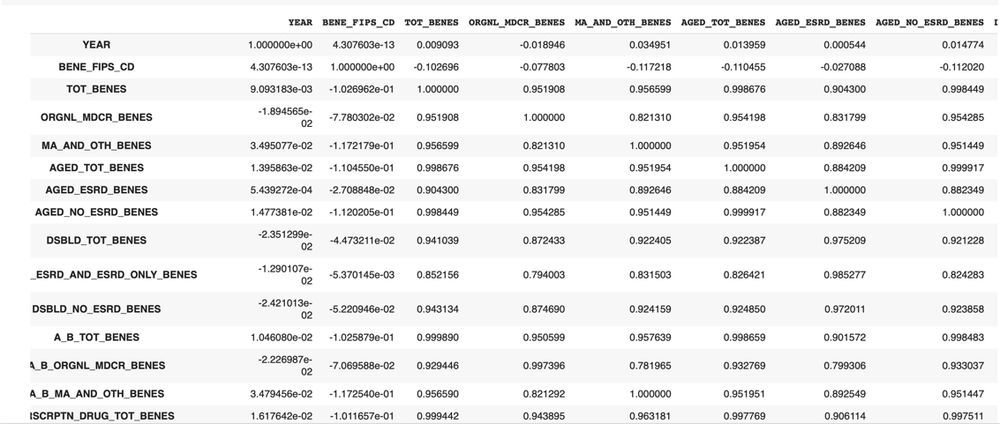 YEAR BENE_FIPS_CD TOT_BENES ORGNL_MDCR_BENES MA_AND_OTH_BENES AGED_TOT_BENES AGED_ESRD_BENES AGED_NO_ESRD_BENES
YEAR 1.000000e+00 4.307603e-13 0.009093 -0.018946 0.034951 0.013959 0.000544 0.014774
BENE_FIPS_CD 4.307603e-13 1.000000e+00 -0.102696 -0.077803 -0.117218 -0.110455 -0.027088 -0.112020
TOT_BENES 9.093183e-03 -1.026962e-01 1.000000 0.951908 0.956599 0.998676 0.904300 0.998449
ORGNL_MDCR_BENES -1.894565e-02 -7.780302e-02 0.951908 1.000000 0.821310 0.954198 0.831799 0.954285
MA_AND_OTH_BENES 3.495077e-02 -1.172179e-01 0.956599 0.821310 1.000000 0.951954 0.892646 0.951449
AGED_TOT_BENES 1.395863e-02 -1.104550e-01 0.998676 0.954198 0.951954 1.000000 0.884209 0.999917
AGED_ESRD_BENES 5.439272e-04 -2.708848e-02 0.904300 0.831799 0.892646 0.884209 1.000000 0.882349
AGED_NO_ESRD_BENES 1.477381e-02 -1.120205e-01 0.998449 0.954285 0.951449 0.999917 0.882349 1.000000
DSBLD_TOT_BENES -2.351299e-02 -4.473211e-02 0.941039 0.872433 0.922405 0.922387 0.975209 0.921228
_ESRD_AND_ESRD_ONLY_BENES -1.290107e-02 -5.370145e-03 0.852156 0.794003 0.831503 0.826421 0.985277 0.824283
DSBLD_NO_ESRD_BENES -2.421013e-02 -5.220946e-02 0.943134 0.874690 0.924159 0.924850 0.972011 0.923858
A_B_TOT_BENES 1.046080e-02 -1.025879e-01 0.999890 0.950599 0.957639 0.998659 0.901572 0.998483
A_B_ORGNL_MDCR_BENES -2.226987e-02 -7.069588e-02 0.929446 0.997396 0.781965 0.932769 0.799306 0.933037
A_B_MA_AND_OTH_BENES 3.479456e-02 -1.172540e-01 0.956590 0.821292 1.000000 0.951951 0.892549 0.951447
SCRPTN_DRUG_TOT_BENES 1.617642e-02 -1.011657e-01 0.999442 0.943895 0.963181 0.997769 0.906114 0.997511